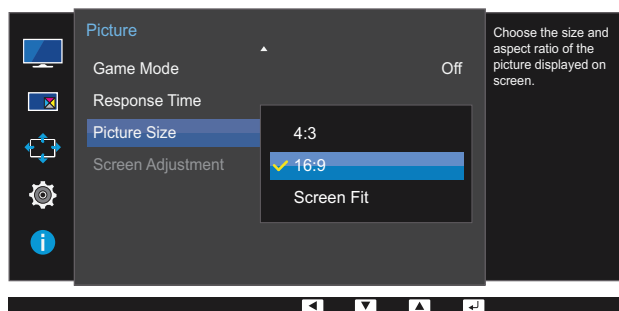 Picture
Game Mode Off
Response Time
Picture Size
Screen Adjustment
4:3
16:9
Screen Fit
Choose the size and
aspect ratio of the
picture displayed on
screen.